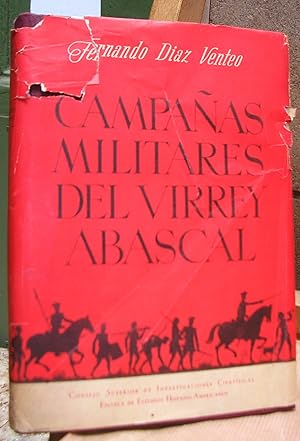 Fernando Díaz Venteo
CAMPAÑAS
MILITARES
DEL VIRREY
ABASCAL
CONSEJO SUPERIOR DE INVESTIGACIONES CIENTÍFICAS
ESCUELA DE ESTUDIOS HISPANO-AMERICANOS